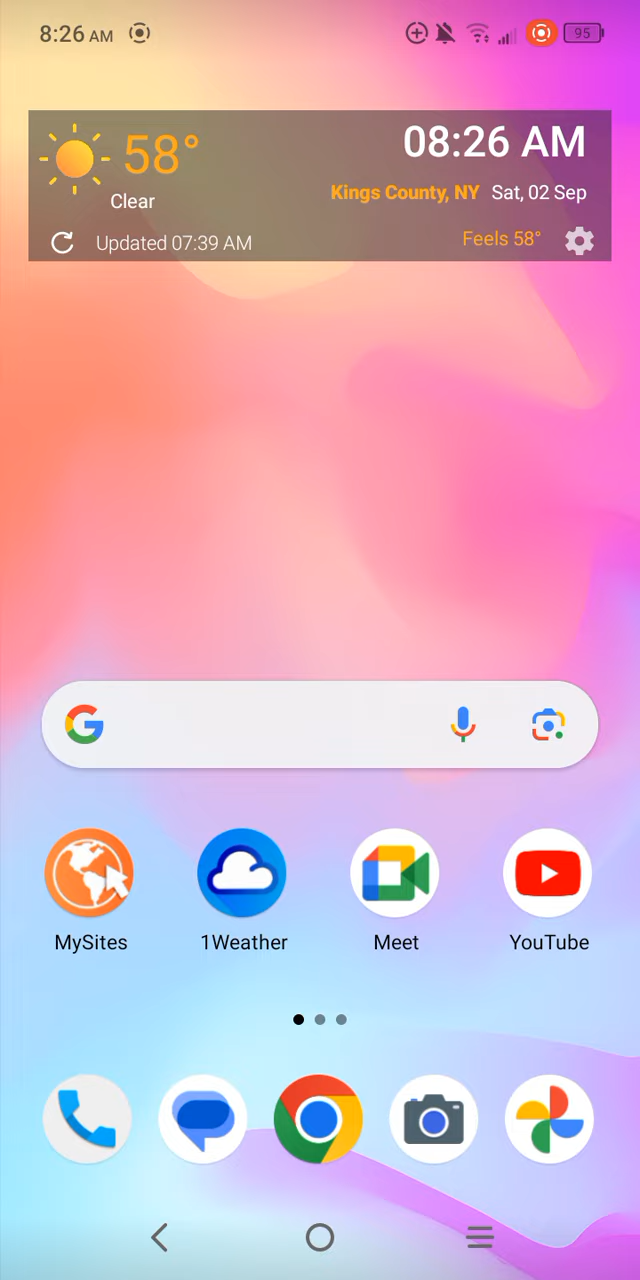 8:26 AM
95
58°
08:26 AM
Clear
Kings County, NY Sat, 02 Sep
Updated 07:39 AM
Feels 58°
MySites
1Weather
Meet
YouTube